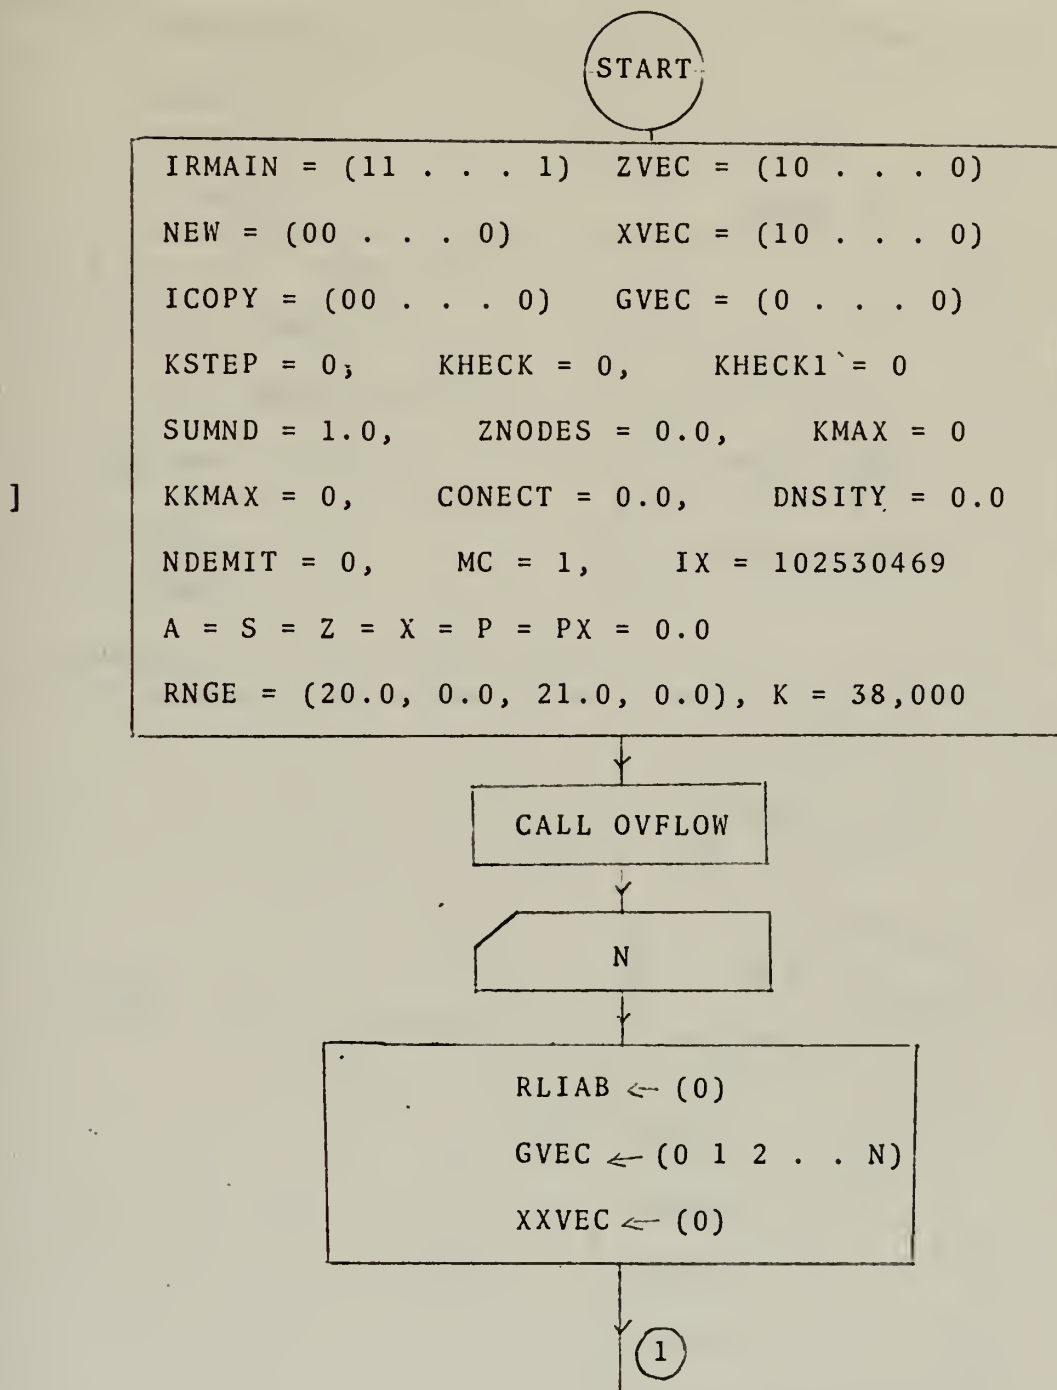 START
IRMAIN = (11 . . . 1) ZVEC = (10 . . . 0)
NEW = (00 . . . 0) XVEC = (10 . . . 0)
ICOPY = (00 . . . 0) GVEC = (0 . . . 0)
KSTEP = 0, KHECK = 0, KHECK1 = 0
SUMND = 1.0, ZNODES = 0.0, KMAX = 0
]
KKMAX = 0, CONECT = 0.0, DNSITY = 0.0
NDEMIT = 0, MC = 1, IX = 102530469
A = S = Z = X = P = PX = 0.0
RNGE = (20.0, 0.0, 21.0, 0.0), K = 38,000
CALL OVFLOW
N
RLIAB ← (0)
GVEC ← (0 1 2 . . N)
XXVEC ← (0)
1